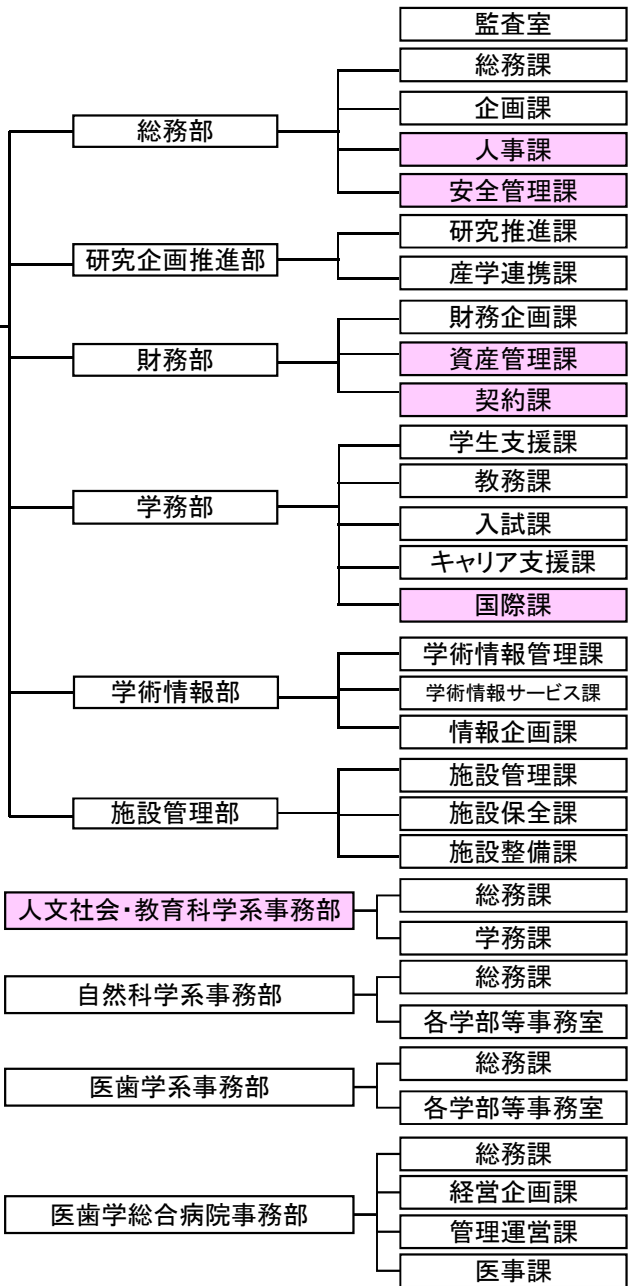 監査室
総務部
総務課
企画課
人事課
安全管理課
研究企画推進部
研究推進課
産学連携課
財務部
財務企画課
資産管理課
契約課
学務部
学生支援課
教務課
入試課
キャリア支援課
国際課
学術情報部
学術情報管理課
学術情報サービス課
情報企画課
施設管理部
施設管理課
施設保全課
施設整備課
人文社会・教育科学系事務部
総務課
学務課
自然科学系事務部
総務課
各学部等事務室
医歯学系事務部
総務課
各学部等事務室
医歯学総合病院事務部
総務課
経営企画課
管理運営課
医事課